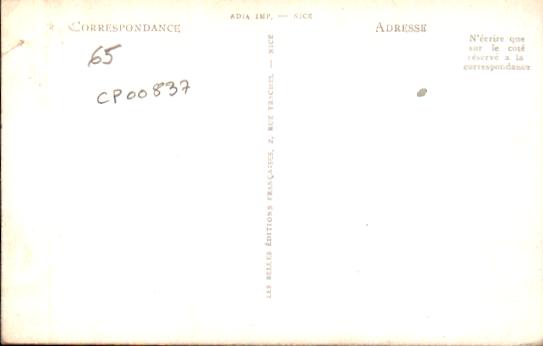 ADIA IMP. — NICE
CORRESPONDANCE
ADRESSE
N'écrire que
sur le coté
réservé a la
correspondance
65
CP00837
LES BELLES ÉDITIONS FRANÇAISES, 2, RUE TRACHEL — NICE